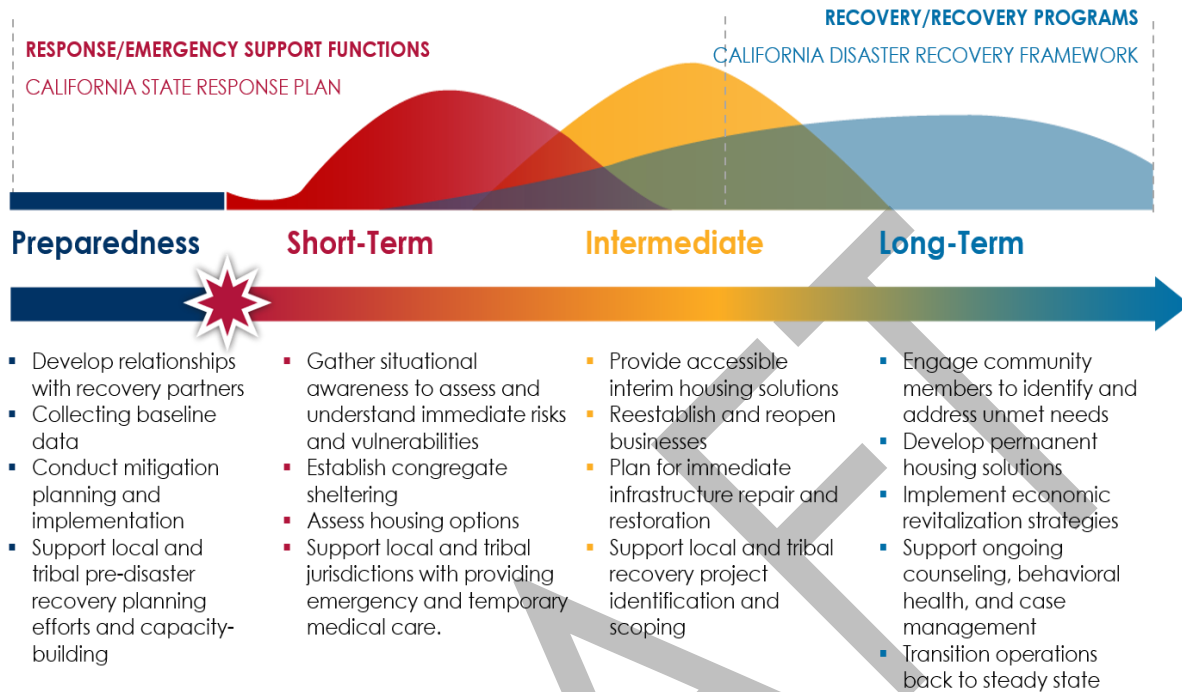 RESPONSE/EMERGENCY SUPPORT FUNCTIONS
CALIFORNIA STATE RESPONSE PLAN
RECOVERY/RECOVERY PROGRAMS
CALIFORNIA DISASTER RECOVERY FRAMEWORK
Preparedness
Short-Term
Intermediate
Long-Term
▪ Develop relationships
with recovery partners
▪ Collecting baseline
data
▪ Conduct mitigation
planning and
implementation
▪ Support local and
tribal pre-disaster
recovery planning
efforts and capacity-
building
▪ Gather situational
awareness to assess and
understand immediate risks
and vulnerabilities
▪ Establish congregate
sheltering
▪ Assess housing options
▪ Support local and tribal
jurisdictions with providing
emergency and temporary
medical care.
▪ Provide accessible
interim housing solutions
▪ Reestablish and reopen
businesses
▪ Plan for immediate
infrastructure repair and
restoration
▪ Support local and tribal
recovery project
identification and
scoping
▪ Engage community
members to identify and
address unmet needs
▪ Develop permanent
housing solutions
▪ Implement economic
revitalization strategies
▪ Support ongoing
counseling, behavioral
health, and case
management
▪ Transition operations
back to steady state
AFT